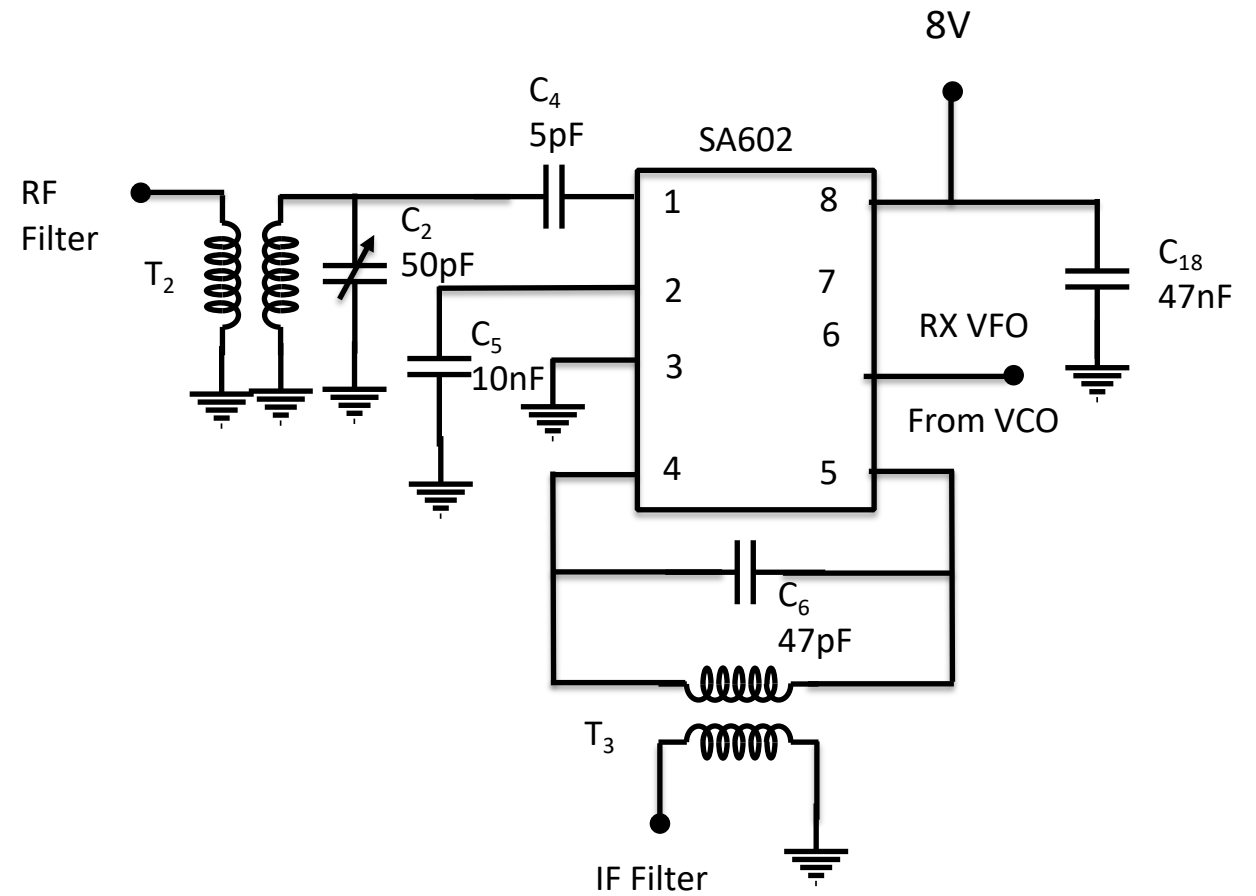 8V
C₄
5pF
SA602
RF
Filter
T₂
C₂
50pF
1
8
C₁₈
47nF
2
7
C₅
10nF
3
6
RX VFO
From VCO
4
5
C₆
47pF
T₃
IF Filter